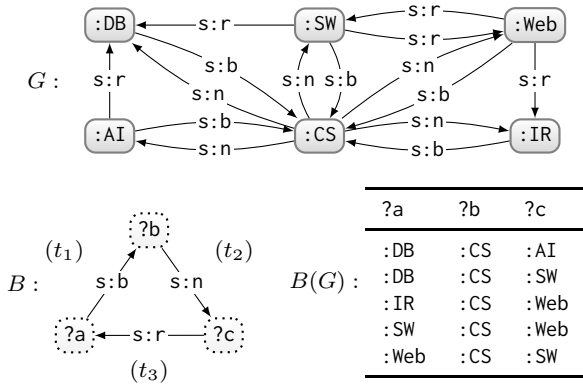 :DB s:r :SW s:r :Web
s:r
G : s:r s:b s:n s:n s:b s:n s:b s:r
:AI s:b :CS s:n :IR
s:n s:b
?a ?b ?c
?b
(t1) (t2)
:DB :CS :AI
B : s:b s:n
:DB :CS :SW
B(G) : :IR :CS :Web
?a s:r ?c
:SW :CS :Web
(t3)
:Web :CS :SW